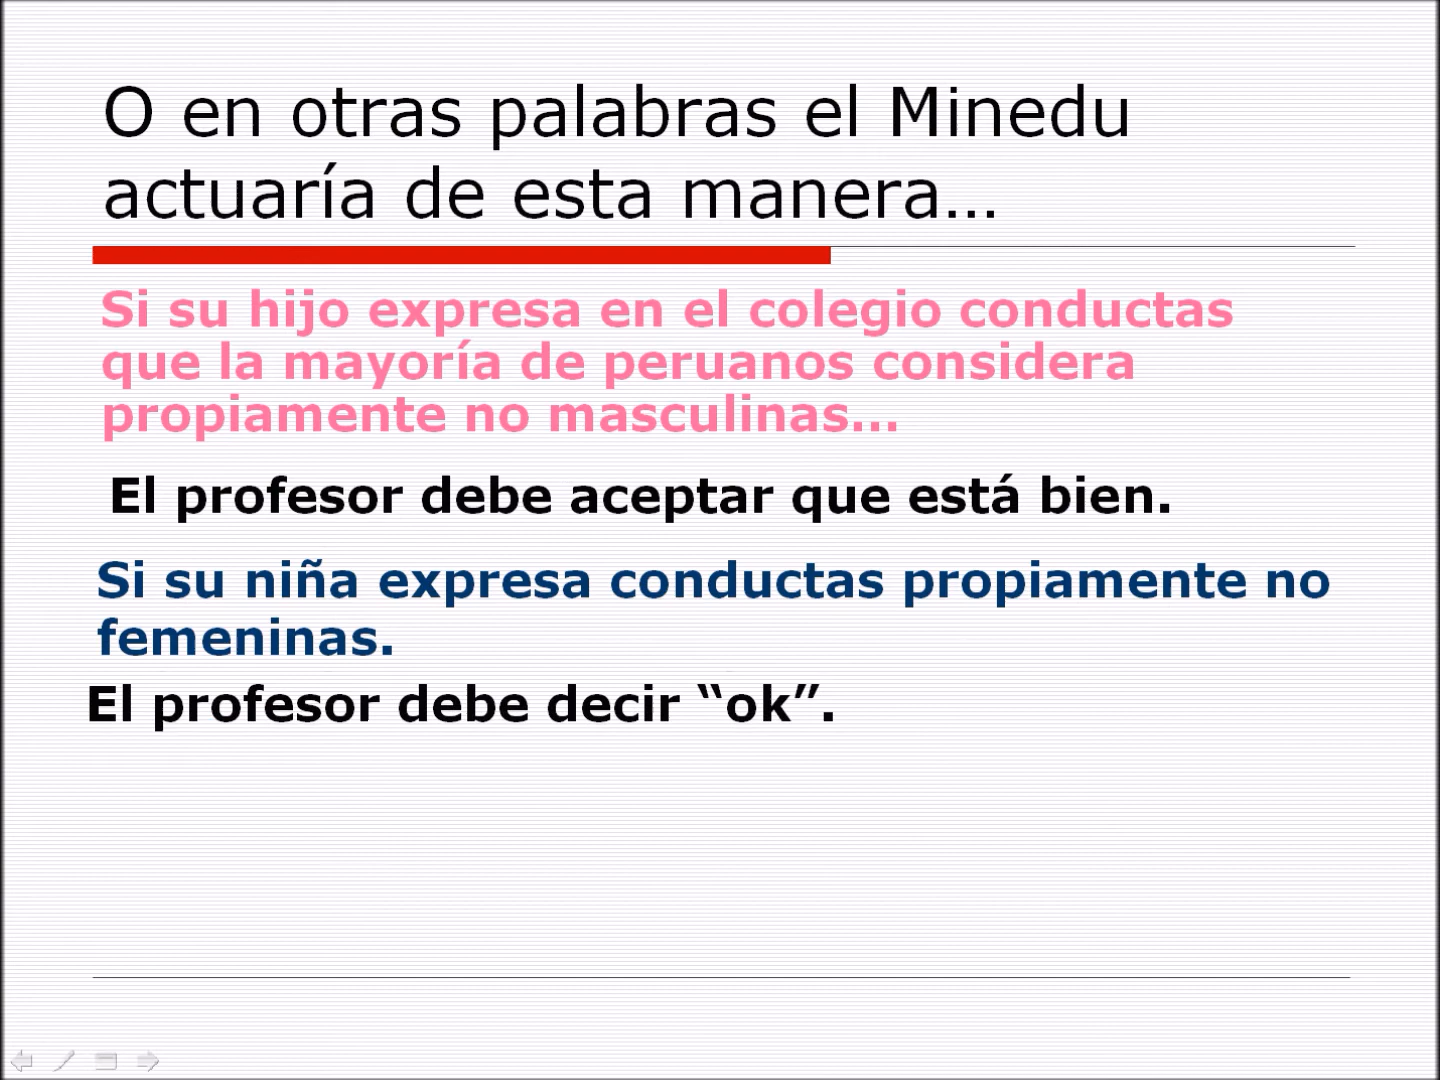 O en otras palabras el Minedu
actuaría de esta manera…
Si su hijo expresa en el colegio conductas
que la mayoría de peruanos considera
propiamente no masculinas…
El profesor debe aceptar que está bien.
Si su niña expresa conductas propiamente no
femeninas.
El profesor debe decir “ok”.